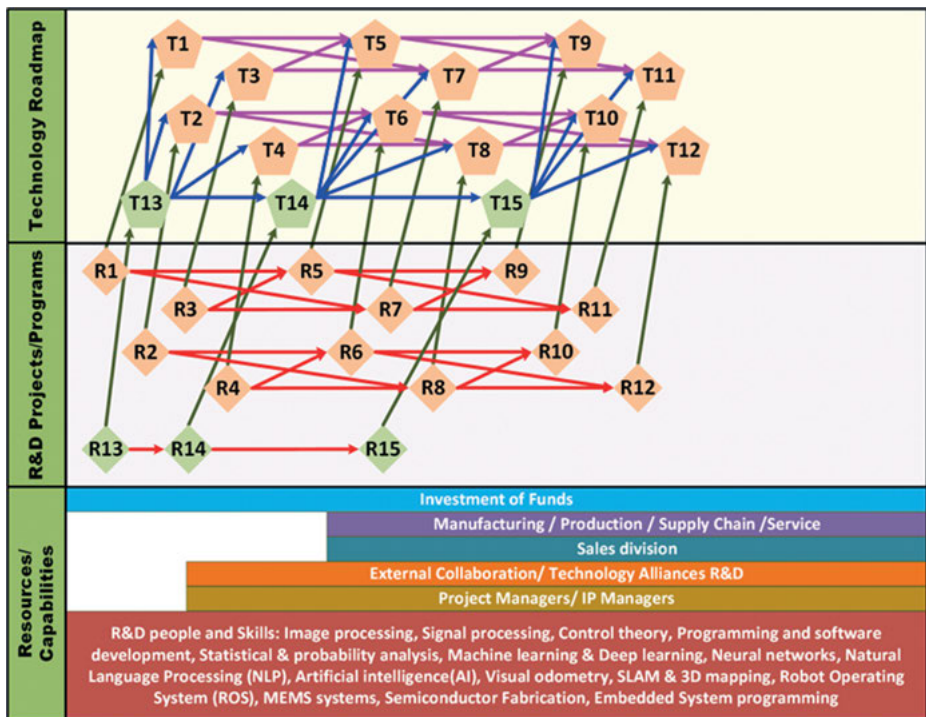 Technology Roadmap
T1
T5
T9
T3
T7
T11
T2
T6
T10
T4
T8
T12
T13
T14
T15
R&D Projects/Programs
R1
R5
R9
R3
R7
R11
R2
R6
R10
R4
R8
R12
R13
R14
R15
Resources/
Capabilities
Investment of Funds
Manufacturing / Production / Supply Chain /Service
Sales division
External Collaboration/ Technology Alliances R&D
Project Managers/ IP Managers
R&D people and Skills: Image processing, Signal processing, Control theory, Programming and software
development, Statistical & probability analysis, Machine learning & Deep learning, Neural networks, Natural
Language Processing (NLP), Artificial intelligence(AI), Visual odometry, SLAM & 3D mapping, Robot Operating
System (ROS), MEMS systems, Semiconductor Fabrication, Embedded System programming